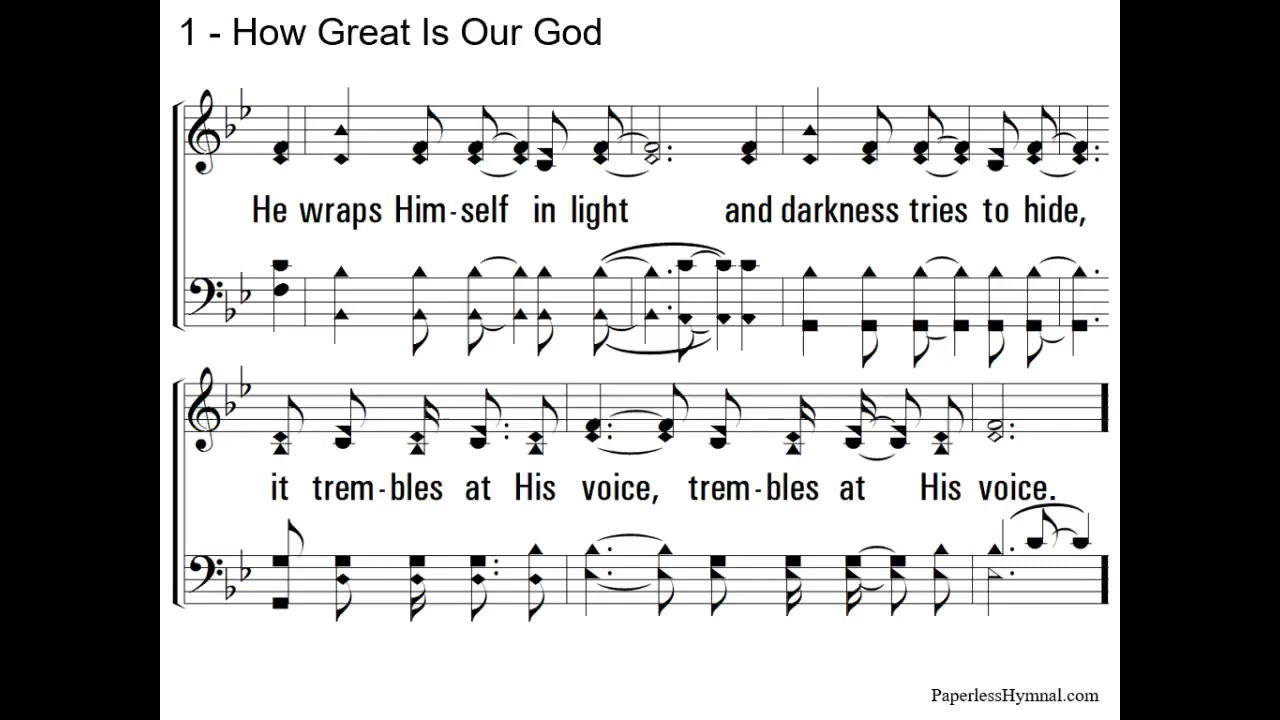 1 - How Great Is Our God
He wraps Him-self in light and darkness tries to hide,
it trem-bles at His voice, trem-bles at His voice.
PaperlessHymnal.com